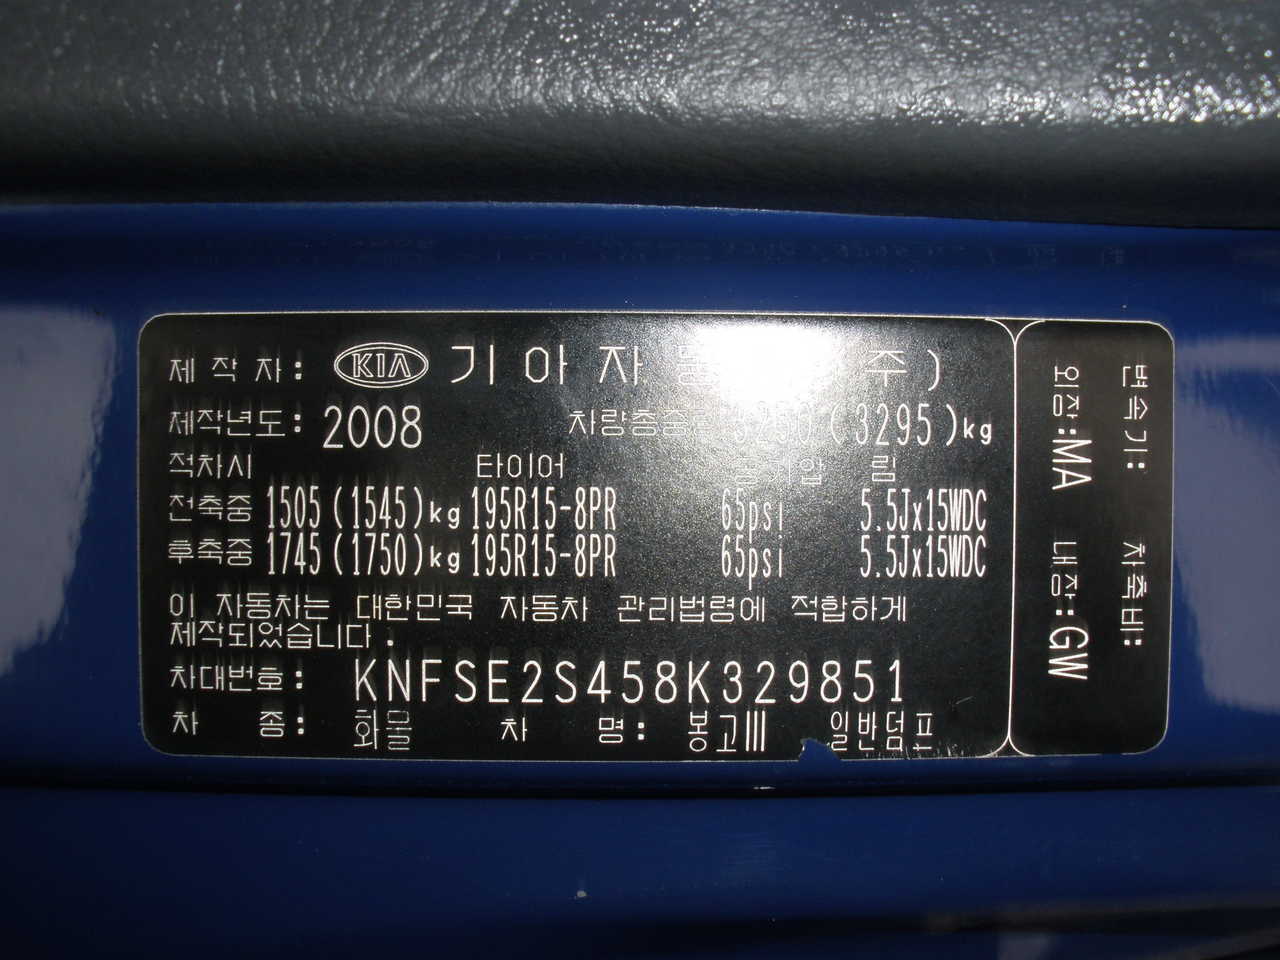 제 작 자: KIA 기 아 자 주)
제작년도: 2008 차량총중량 3250 (3295)kg
적차시 타이어 공기압 림
전축중 1505 (1545)kg 195R15-8PR 65psi 5.5Jx15WDC
후축중 1745 (1750)kg 195R15-8PR 65psi 5.5Jx15WDC
이 자동차는 대한민국 자동차 관리법령에 적합하게
제작되었습니다.
차대번호: KNFSE2S458K329851
차 종: 화물 차 명: 봉고III 일반덤프
변속기: 차축비:
외장:MA 내장:GW